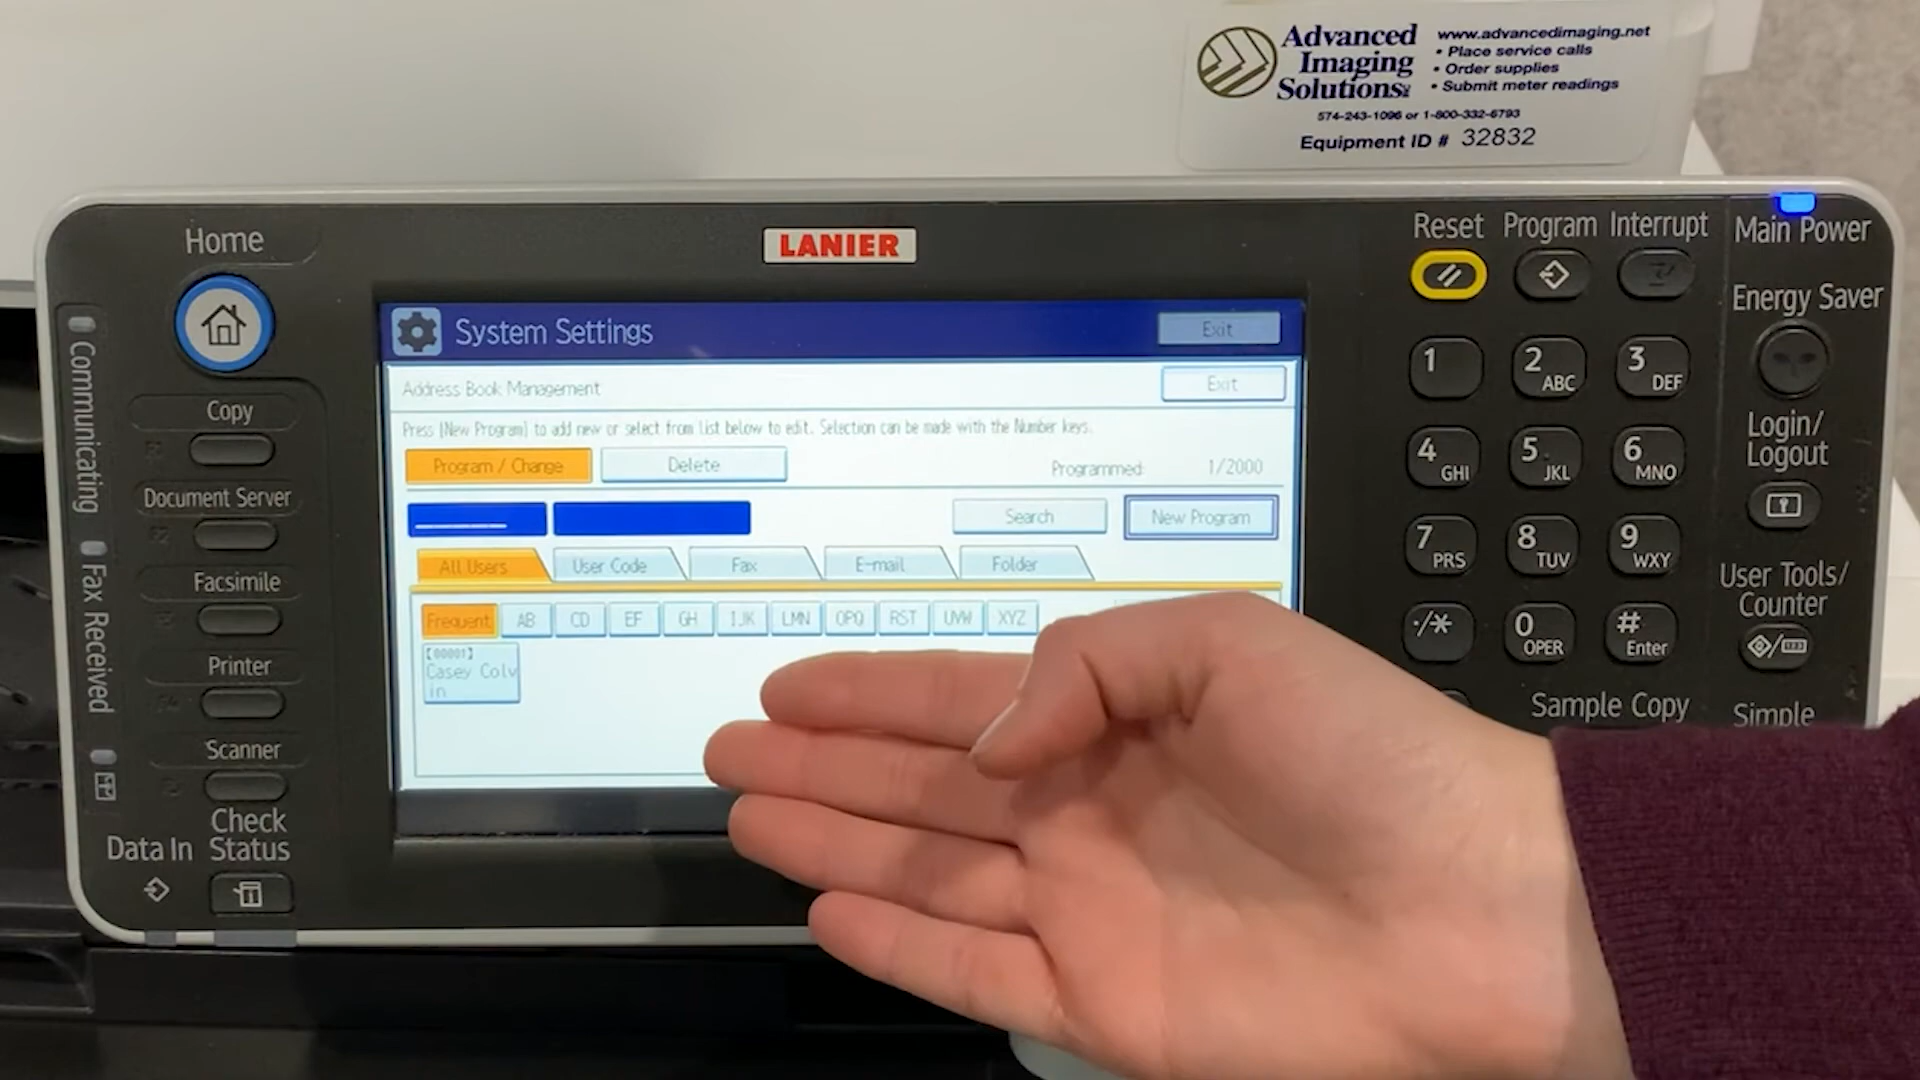 Advanced
Imaging
Solutions
www.advancedimaging.net
• Place service calls
• Order supplies
• Submit meter readings
574-243-1096 or 1-800-332-6793
Equipment ID # 32832
Home
LANIER
Reset Program Interrupt
Main Power
Energy Saver
Communicating
Fax Received
Copy
Document Server
Facsimile
Printer
Scanner
Check
Status
Data In
System Settings
Exit
Address Book Management
Exit
Press [New Program] to add new or select from list below to edit. Selection can be made with the Number keys.
Program / Change
Delete
Programmed:
1/2000
Search
New Program
All Users
User Code
Fax
E-mail
Folder
Frequent
AB
CD
EF
GH
IJK
LMN
OPQ
RST
UVW
XYZ
[00001]
Casey Colv
in
1
2 ABC
3 DEF
4 GHI
5 JKL
6 MNO
7 PRS
8 TUV
9 WXY
·/*
0 OPER
# Enter
Login/
Logout
User Tools/
Counter
Sample Copy
Simple